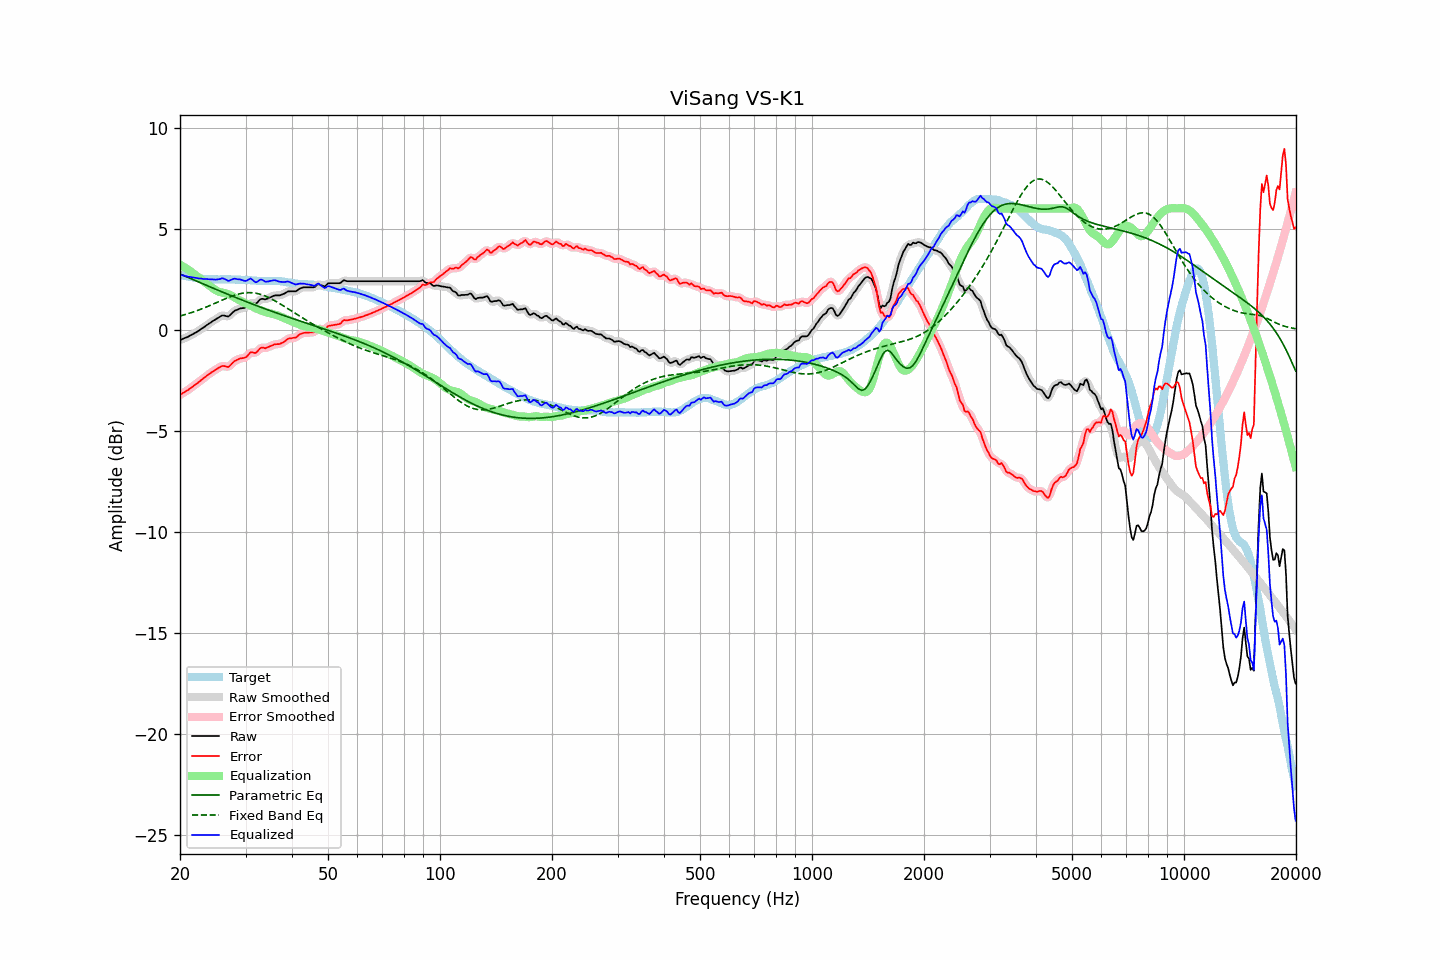 ViSang VS-K1
Amplitude (dBr)
10
5
0
−5
−10
−15
−20
−25
Target
Raw Smoothed
Error Smoothed
Raw
Error
Equalization
Parametric Eq
Fixed Band Eq
Equalized
20 50 100 200 500 1000 2000 5000 10000 20000
Frequency (Hz)